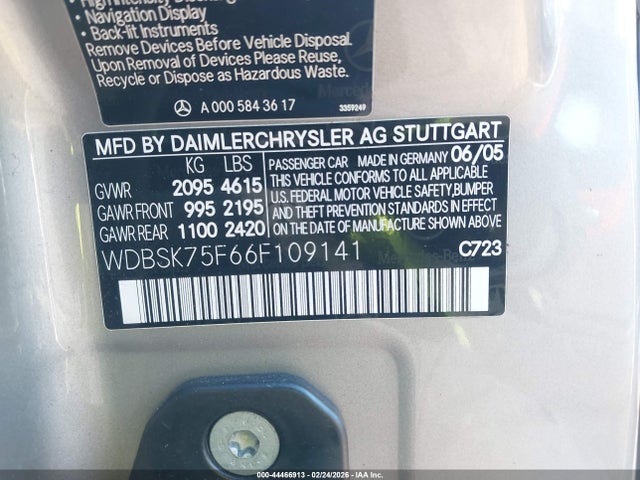 High Intensity Discharg
• Navigation Display
• Back-lit Instruments
Remove Devices Before Vehicle Disposal.
Upon Removal of Devices Please Reuse,
Recycle or Dispose as Hazardous Waste.
A 000 584 36 17
3359249
MFD BY DAIMLERCHRYSLER AG STUTTGART
KG LBS
GVWR 2095 4615
GAWR FRONT 995 2195
GAWR REAR 1100 2420
PASSENGER CAR MADE IN GERMANY 06/05
THIS VEHICLE CONFORMS TO ALL APPLICABLE
U.S. FEDERAL MOTOR VEHICLE SAFETY, BUMPER
AND THEFT PREVENTION STANDARDS IN EFFECT
ON THE DATE OF MANUFACTURE SHOWN ABOVE
WDBSK75F66F109141
C723
000-44466913 - 02/24/2026 - IAA Inc.